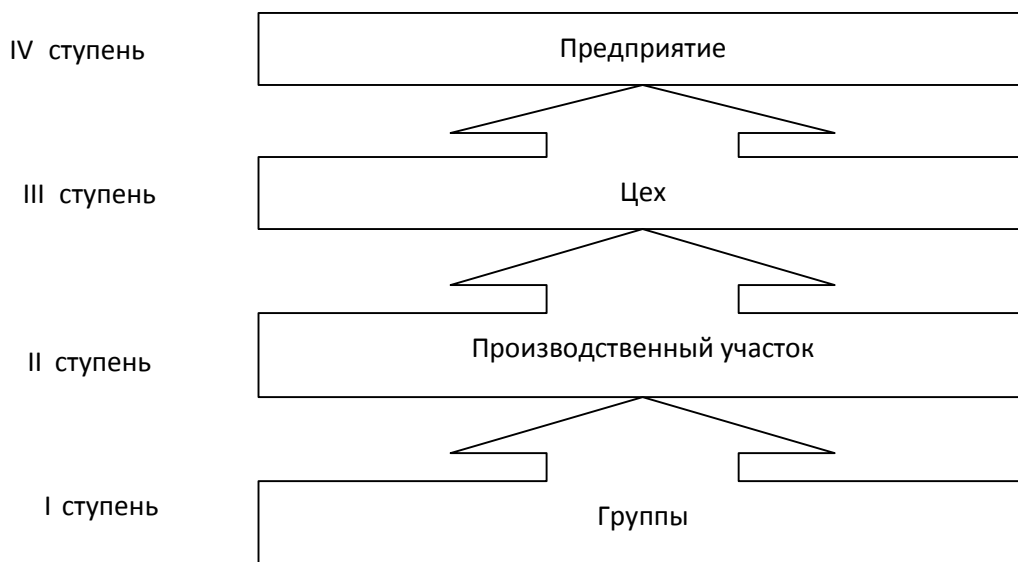 IV ступень
Предприятие
III ступень
Цех
II ступень
Производственный участок
I ступень
Группы